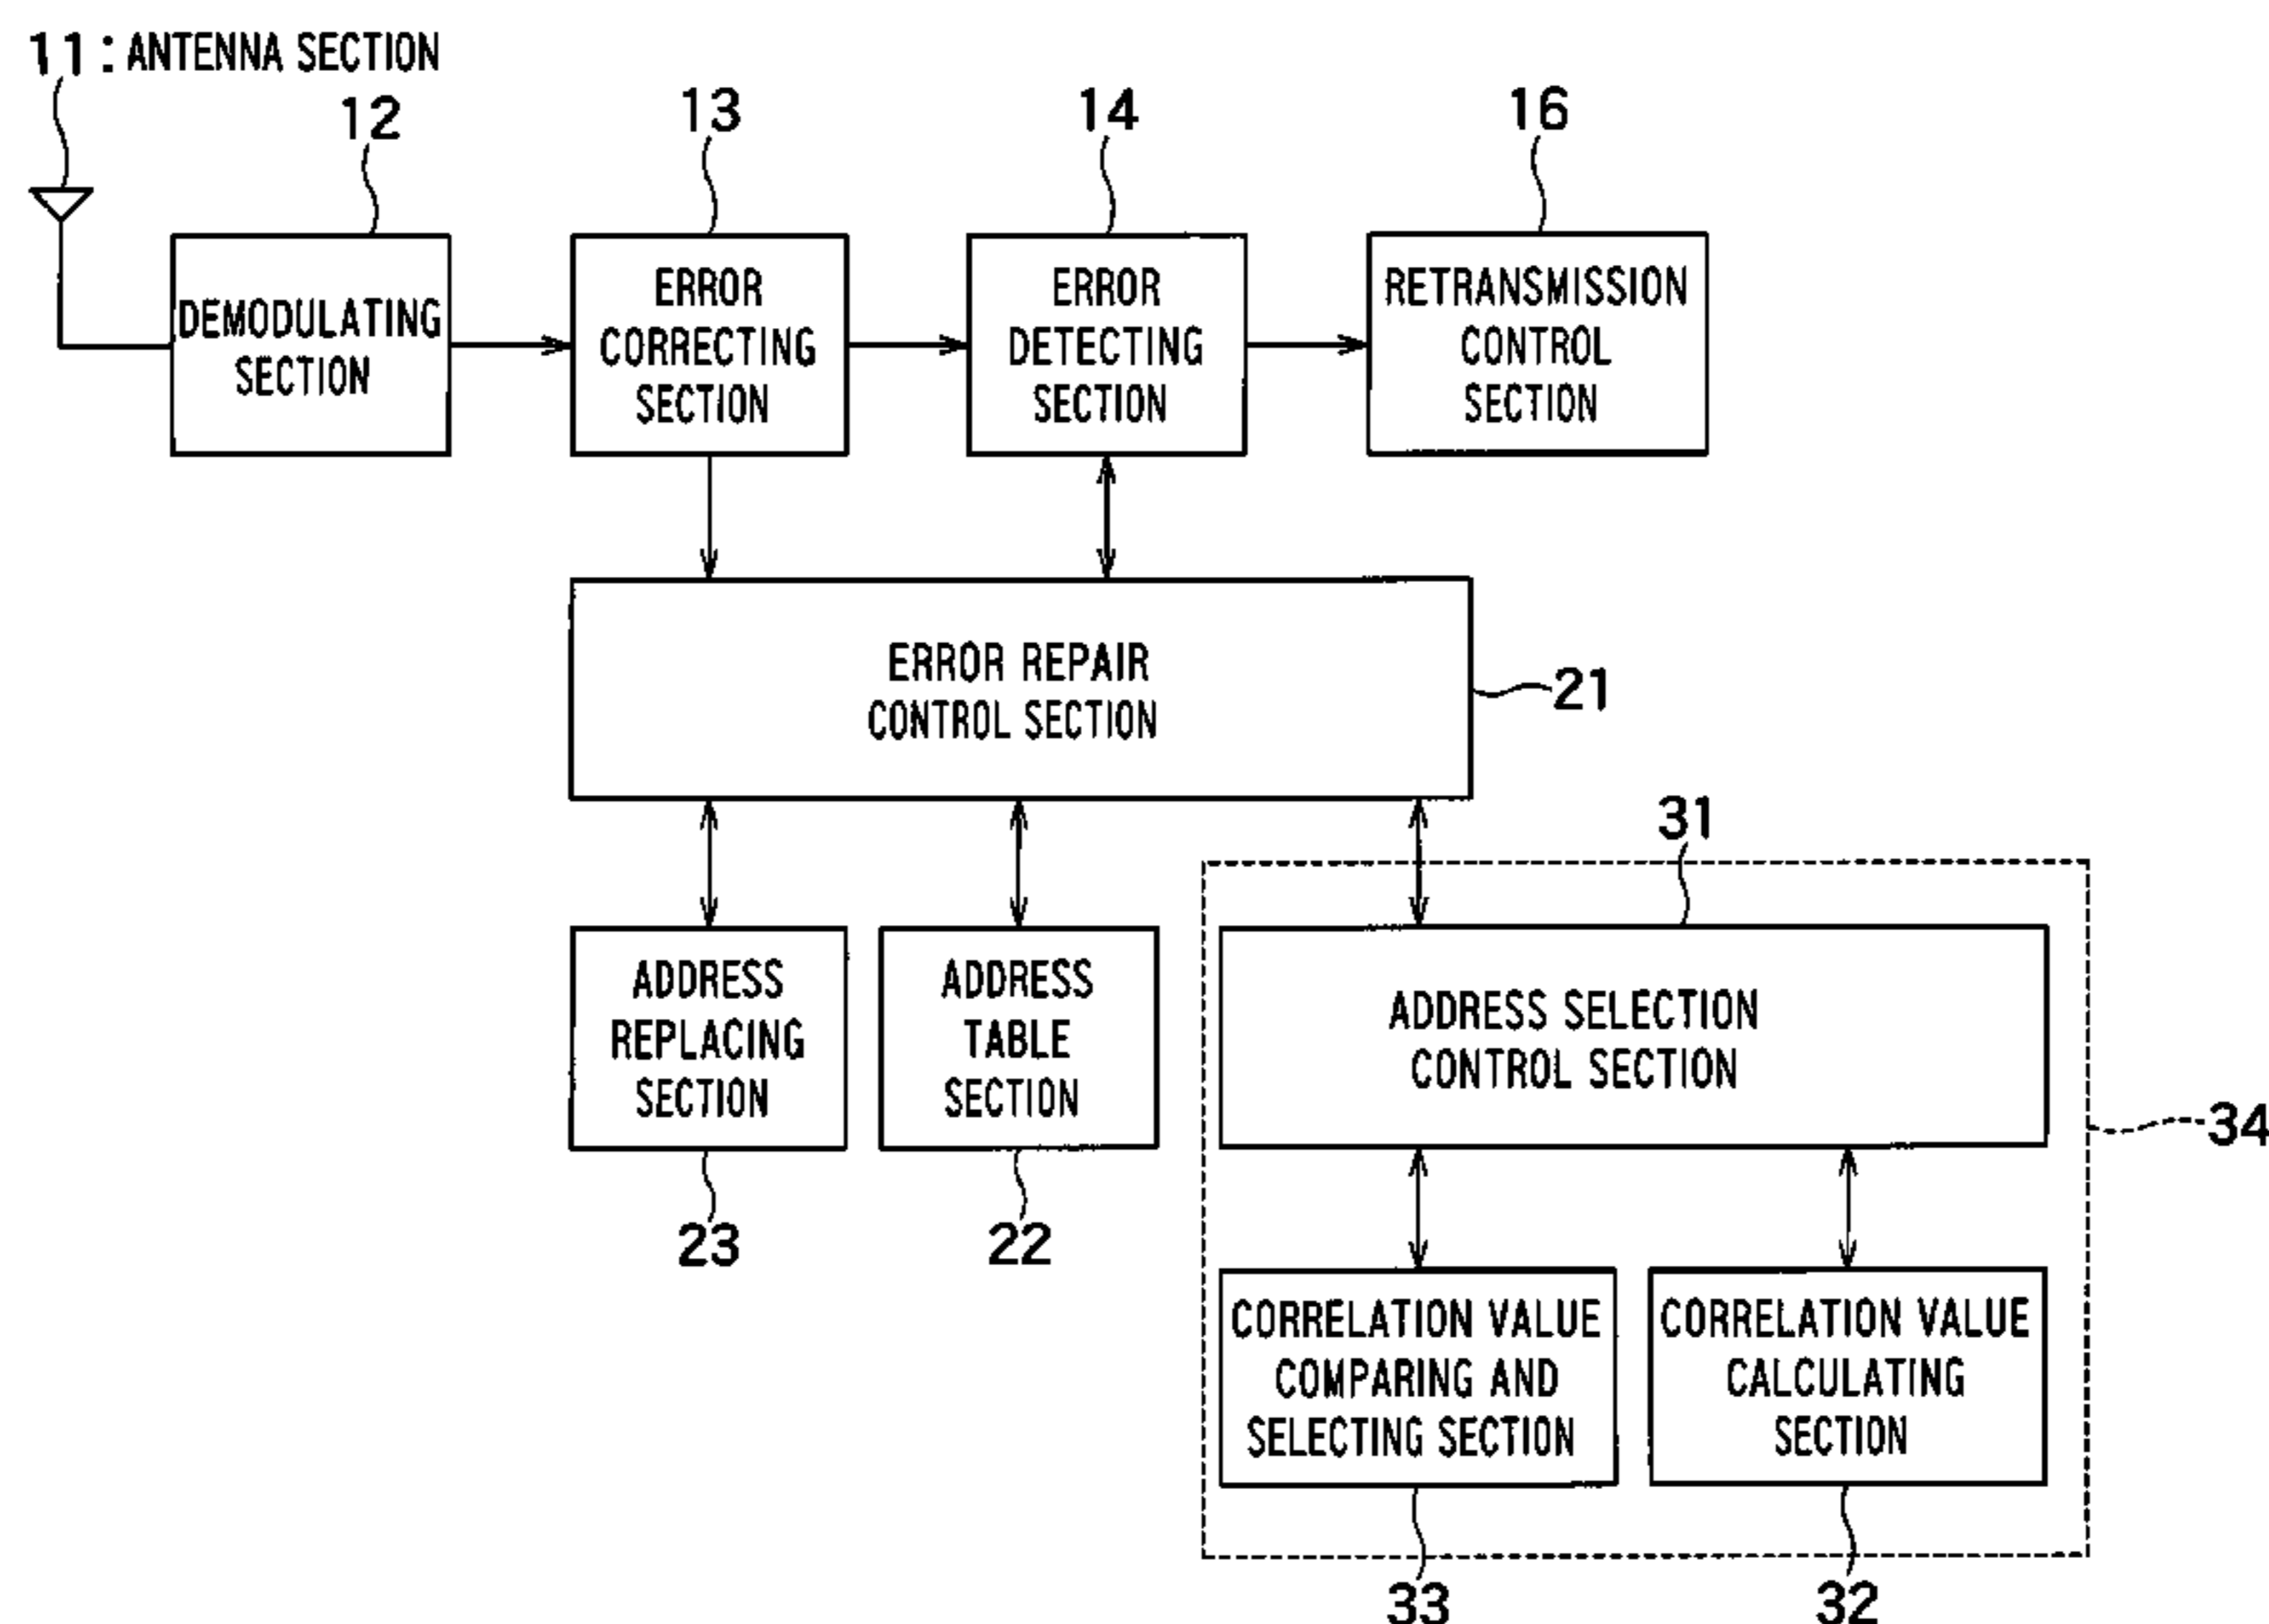 11 : ANTENNA SECTION
12
13
14
16
DEMODULATING
SECTION
ERROR
CORRECTING
SECTION
ERROR
DETECTING
SECTION
RETRANSMISSION
CONTROL
SECTION
ERROR REPAIR
CONTROL SECTION
21
31
ADDRESS
REPLACING
SECTION
ADDRESS
TABLE
SECTION
ADDRESS SELECTION
CONTROL SECTION
34
23
22
CORRELATION VALUE
COMPARING AND
SELECTING SECTION
CORRELATION VALUE
CALCULATING
SECTION
33
32